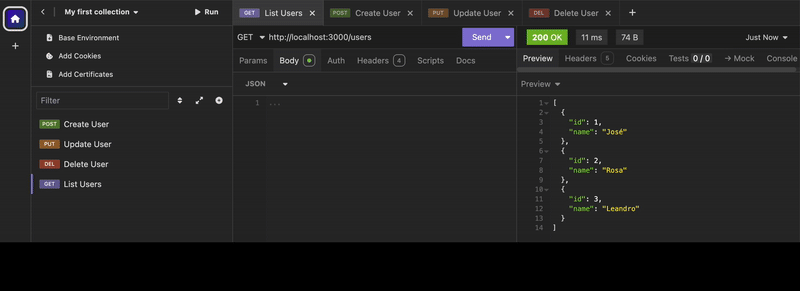 My first collection
Run
Base Environment
Add Cookies
Add Certificates
Filter
POST Create User
PUT Update User
DEL Delete User
GET List Users
GET List Users
POST Create User
PUT Update User
DEL Delete User
GET http://localhost:3000/users
Send
Params Body Auth Headers 4 Scripts Docs
JSON
1 ...
200 OK 11 ms 74 B Just Now
Preview Headers 5 Cookies Tests 0 / 0 → Mock Console
Preview
1 [
2 {
3 "id": 1,
4 "name": "José"
5 },
6 {
7 "id": 2,
8 "name": "Rosa"
9 },
10 {
11 "id": 3,
12 "name": "Leandro"
13 }
14 ]